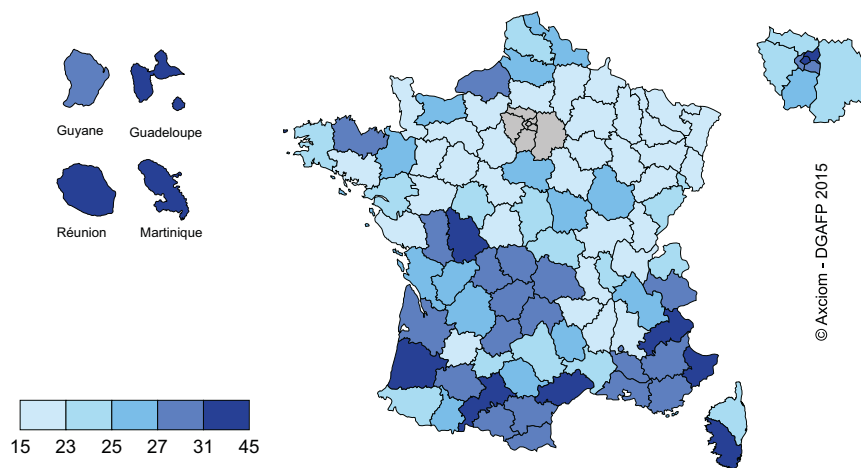 Guyane
Guadeloupe
Réunion
Martinique
© Axciom - DGAFP 2015
15 23 25 27 31 45